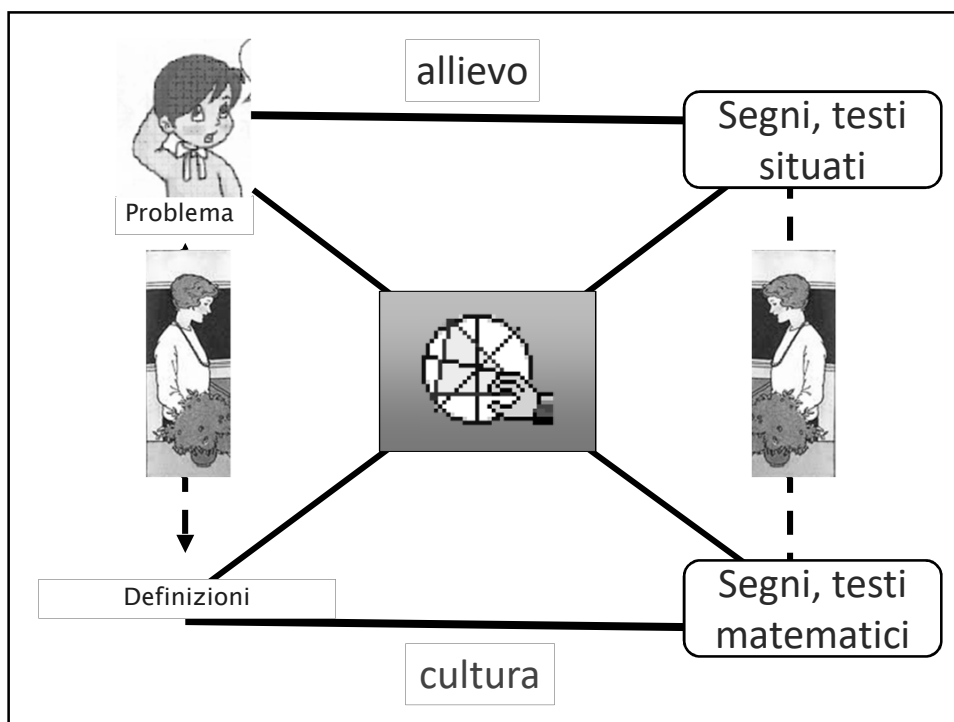 allievo
Segni, testi
situati
Problema
Definizioni
Segni, testi
matematici
cultura